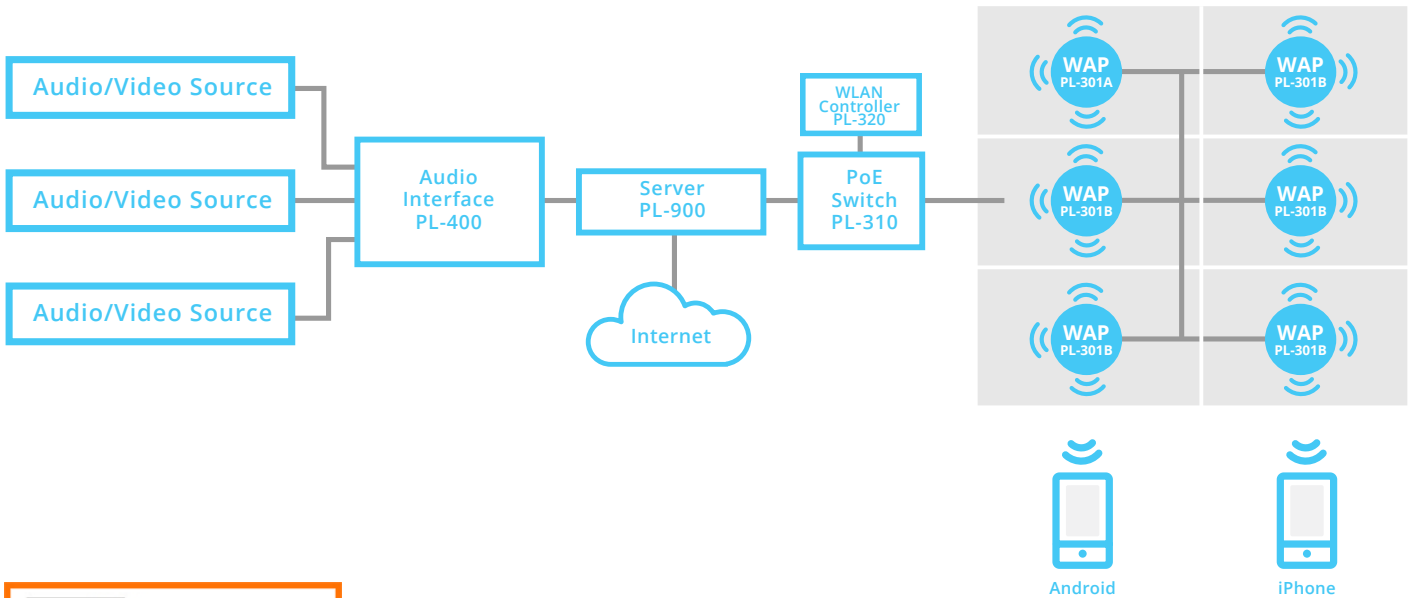 Audio/Video Source
Audio/Video Source
Audio/Video Source
Audio
Interface
PL-400
Server
PL-900
Internet
WLAN
Controller
PL-320
PoE
Switch
PL-310
WAP
PL-301A
WAP
PL-301B
WAP
PL-301B
WAP
PL-301B
WAP
PL-301B
WAP
PL-301B
Android
iPhone